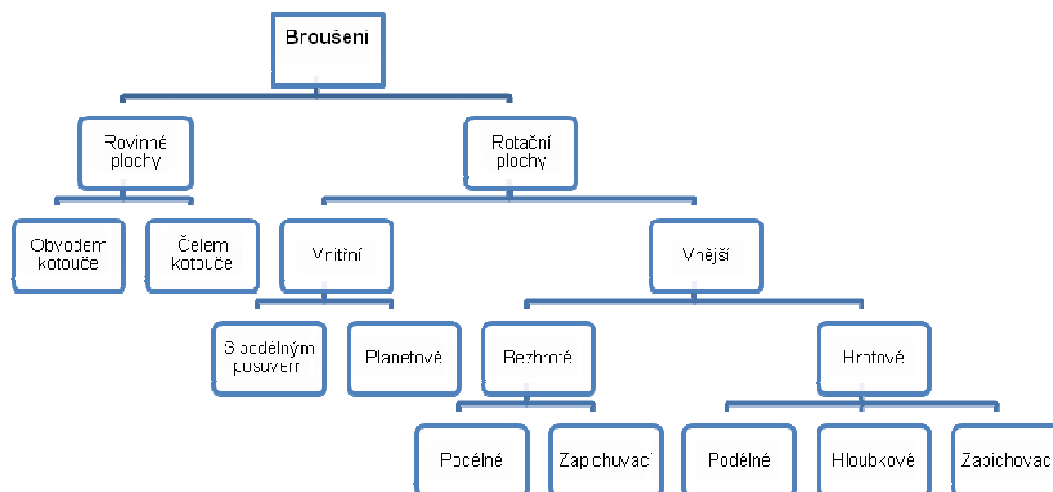 Broušení
Rovinné
plochy
Rotační
plochy
Obvodem
kotouče
Čelem
kotouče
Vnitřní
Vnější
S podélným
posuvem
Planetové
Bezhroté
Hrotové
Podélné
Zapichovací
Podélné
Hloubkové
Zapichovac